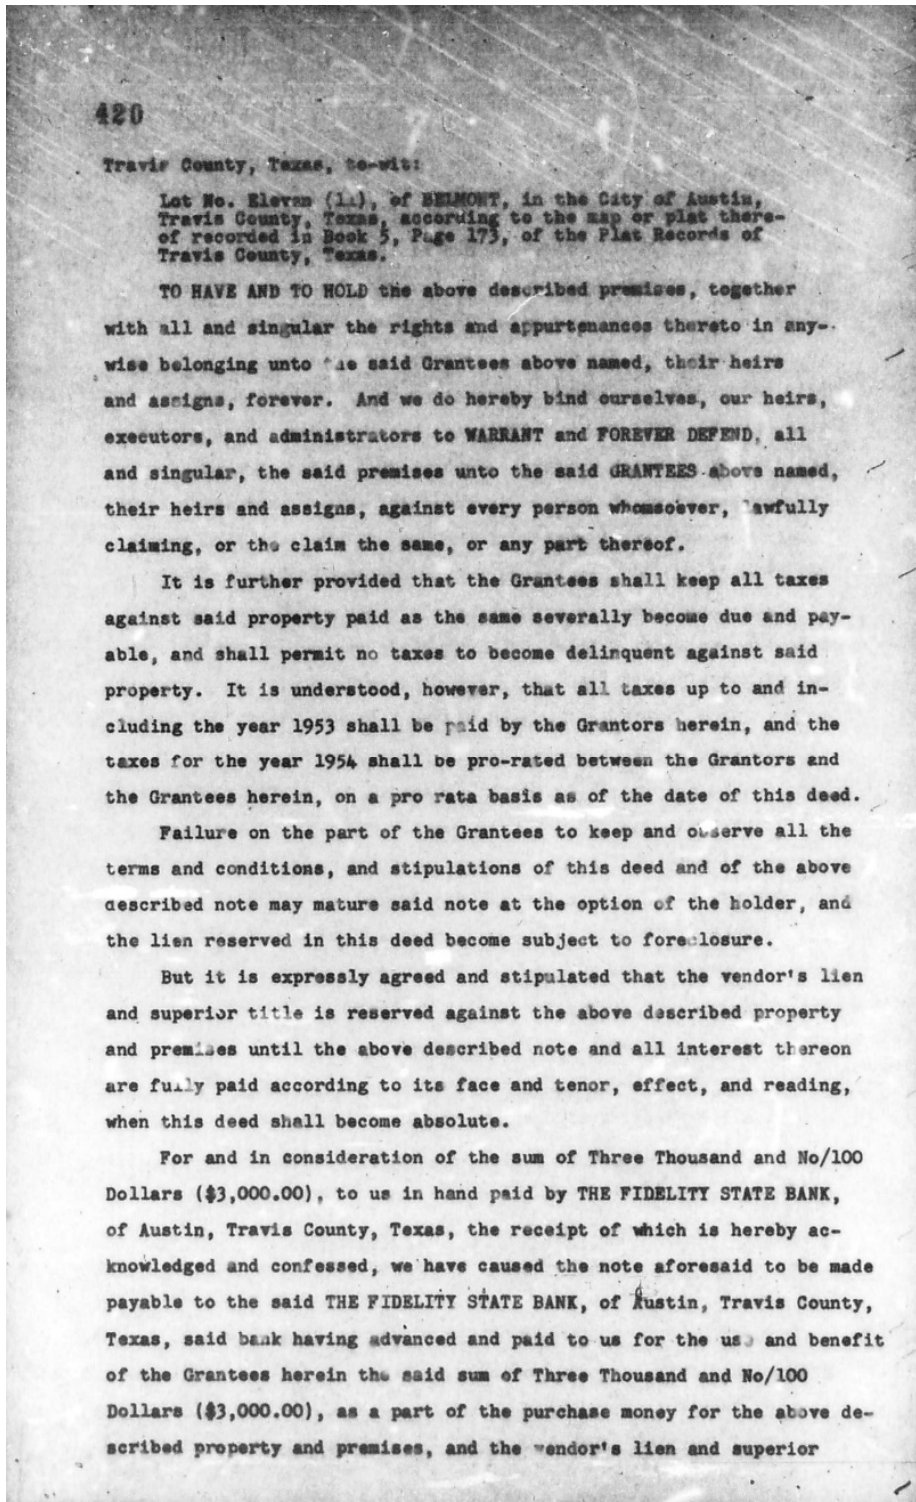 420
Travis County, Texas, to-wit:
Lot No. Eleven (11), of BELMONT, in the City of Austin,
Travis County, Texas, according to the map or plat there-
of recorded in Book 5, Page 173, of the Plat Records of
Travis County, Texas.
TO HAVE AND TO HOLD the above described premises, together
with all and singular the rights and appurtenances thereto in any-
wise belonging unto the said Grantees above named, their heirs
and assigns, forever. And we do hereby bind ourselves, our heirs,
executors, and administrators to WARRANT and FOREVER DEFEND, all
and singular, the said premises unto the said GRANTEES above named,
their heirs and assigns, against every person whomsoever, lawfully
claiming, or the claim the same, or any part thereof.
It is further provided that the Grantees shall keep all taxes
against said property paid as the same severally become due and pay-
able, and shall permit no taxes to become delinquent against said
property. It is understood, however, that all taxes up to and in-
cluding the year 1953 shall be paid by the Grantors herein, and the
taxes for the year 1954 shall be pro-rated between the Grantors and
the Grantees herein, on a pro rata basis as of the date of this deed.
Failure on the part of the Grantees to keep and observe all the
terms and conditions, and stipulations of this deed and of the above
described note may mature said note at the option of the holder, and
the lien reserved in this deed become subject to foreclosure.
But it is expressly agreed and stipulated that the vendor's lien
and superior title is reserved against the above described property
and premises until the above described note and all interest thereon
are fully paid according to its face and tenor, effect, and reading,
when this deed shall become absolute.
For and in consideration of the sum of Three Thousand and No/100
Dollars ($3,000.00), to us in hand paid by THE FIDELITY STATE BANK,
of Austin, Travis County, Texas, the receipt of which is hereby ac-
knowledged and confessed, we have caused the note aforesaid to be made
payable to the said THE FIDELITY STATE BANK, of Austin, Travis County,
Texas, said bank having advanced and paid to us for the use and benefit
of the Grantees herein the said sum of Three Thousand and No/100
Dollars ($3,000.00), as a part of the purchase money for the above de-
scribed property and premises, and the vendor's lien and superior